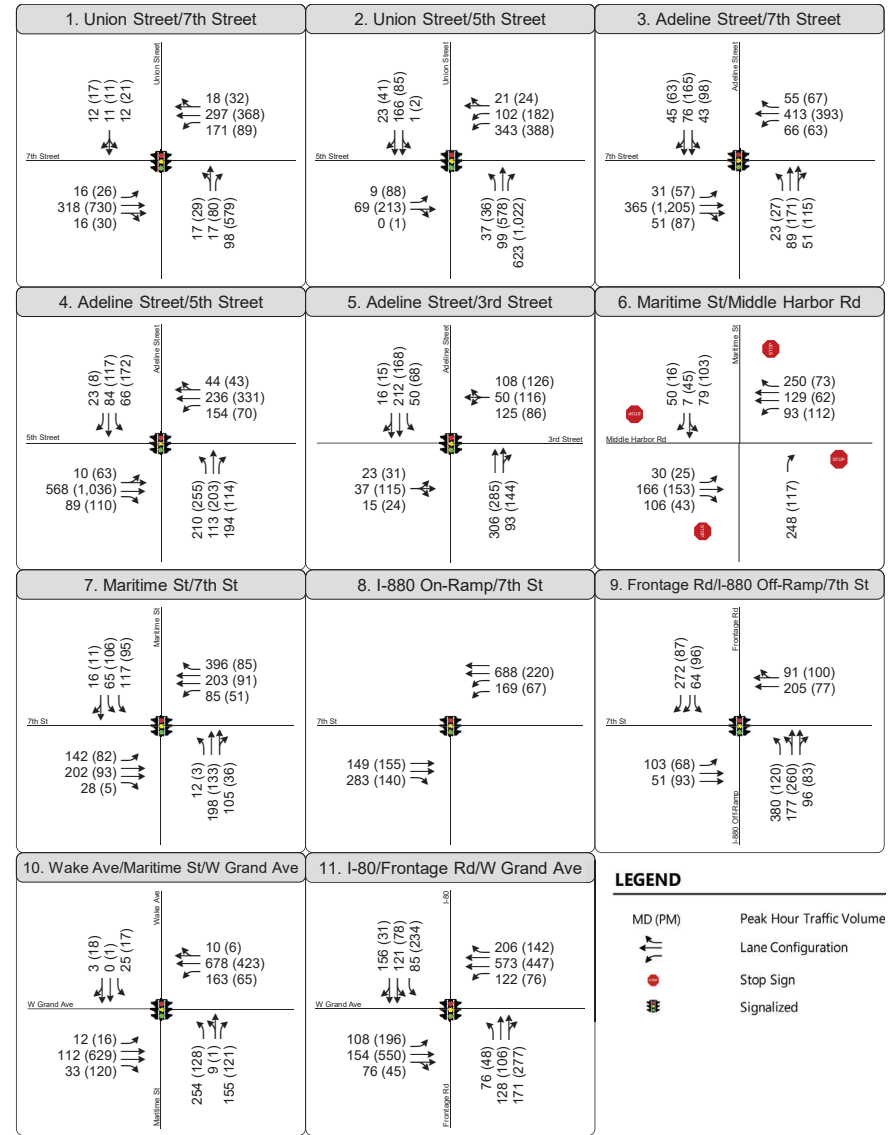 1. Union Street/7th Street
Union Street
12 (17)
11 (11)
12 (21)
18 (32)
297 (368)
171 (89)
7th Street
16 (26)
318 (730)
16 (30)
17 (29)
17 (80)
98 (579)
2. Union Street/5th Street
Union Street
23 (41)
166 (85)
1 (2)
21 (24)
102 (182)
343 (388)
5th Street
9 (88)
69 (213)
0 (1)
37 (36)
99 (578)
623 (1,022)
3. Adeline Street/7th Street
Adeline Street
45 (63)
76 (165)
43 (98)
55 (67)
413 (393)
66 (63)
7th Street
31 (57)
365 (1,205)
51 (87)
23 (27)
89 (171)
51 (115)
4. Adeline Street/5th Street
Adeline Street
23 (8)
84 (117)
66 (172)
44 (43)
236 (331)
154 (70)
5th Street
10 (63)
568 (1,036)
89 (110)
210 (255)
113 (203)
194 (114)
5. Adeline Street/3rd Street
Adeline Street
16 (15)
212 (168)
50 (68)
108 (126)
50 (116)
125 (86)
3rd Street
23 (31)
37 (115)
15 (24)
306 (285)
93 (144)
6. Maritime St/Middle Harbor Rd
Maritime St
STOP
50 (16)
7 (45)
79 (103)
250 (73)
129 (62)
93 (112)
STOP
Middle Harbor Rd
STOP
30 (25)
166 (153)
106 (43)
248 (117)
STOP
7. Maritime St/7th St
Maritime St
16 (11)
65 (106)
117 (95)
396 (85)
203 (91)
85 (51)
7th St
142 (82)
202 (93)
28 (5)
12 (3)
198 (133)
105 (36)
8. I-880 On-Ramp/7th St
688 (220)
169 (67)
7th St
149 (155)
283 (140)
9. Frontage Rd/I-880 Off-Ramp/7th St
Frontage Rd
272 (87)
64 (96)
91 (100)
205 (77)
7th St
103 (68)
51 (93)
380 (120)
177 (260)
96 (83)
I-880 Off-Ramp
10. Wake Ave/Maritime St/W Grand Ave
Wake Ave
3 (18)
0 (1)
25 (17)
10 (6)
678 (423)
163 (65)
W Grand Ave
12 (16)
112 (629)
33 (120)
254 (128)
9 (1)
155 (121)
Maritime St
11. I-80/Frontage Rd/W Grand Ave
I-80
156 (31)
121 (78)
85 (234)
206 (142)
573 (447)
122 (76)
W Grand Ave
108 (196)
154 (550)
76 (45)
76 (48)
128 (106)
171 (277)
Frontage Rd
LEGEND
MD (PM) Peak Hour Traffic Volume
Lane Configuration
STOP Stop Sign
Signalized